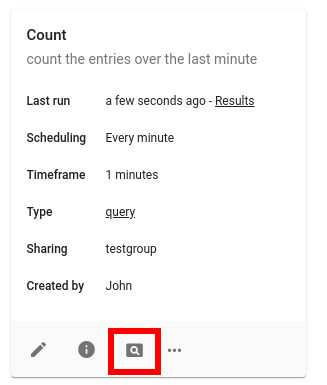 Count
count the entries over the last minute
Last run a few seconds ago - Results
Scheduling Every minute
Timeframe 1 minutes
Type query
Sharing testgroup
Created by John